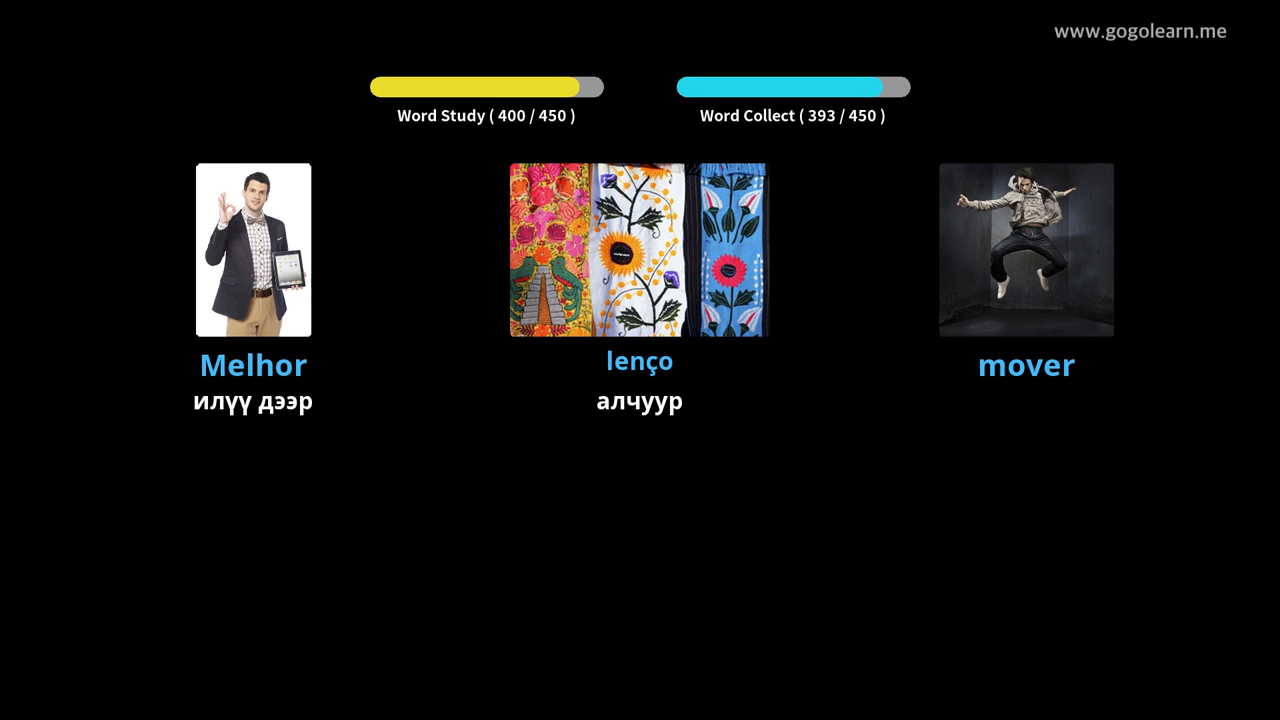 www.gogolearn.me
Word Study ( 400 / 450 )
Word Collect ( 393 / 450 )
Melhor
илүү дээр
lenço
алчуур
mover